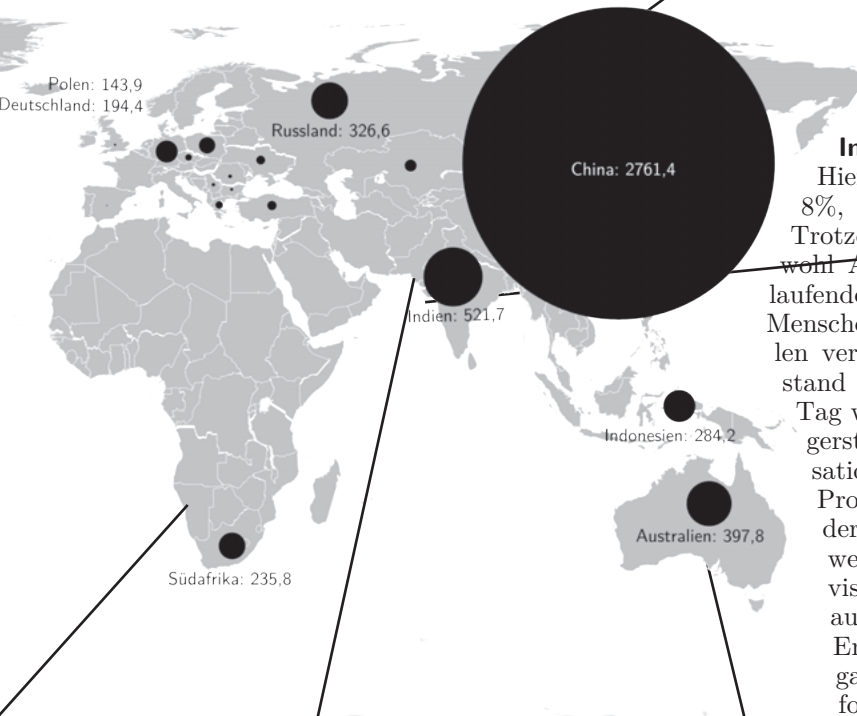 Polen: 143,9
Deutschland: 194,4
Russland: 326,6
China: 2761,4
Indien: 521,7
Indonesien: 284,2
Australien: 397,8
Südafrika: 235,8
Hie
8%,
Trotz
wohl A
laufende
Mensch
len ver
stand
Tag
gerst
satio
Pro
der
we
vis
au
En
ga
fo